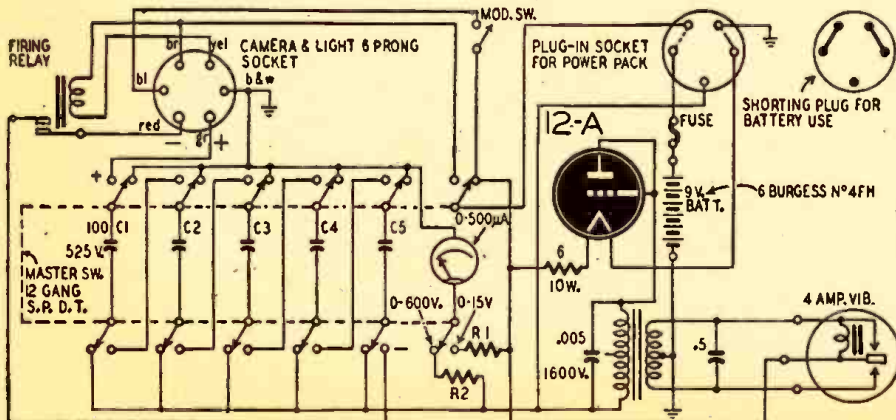 FIRING
RELAY
br
yel
bl
CAMERA & LIGHT 6 PRONG
SOCKET
b&w
red
-
gr
+
MOD. SW.
PLUG-IN SOCKET
FOR POWER PACK
SHORTING PLUG FOR
BATTERY USE
FUSE
12-A
9V.
BATT.
6 BURGESS Nº 4FH
+
100 C1
525 V.
C2
C3
C4
C5
0-500µA
MASTER SW.
12 GANG
S.P.D.T.
0-600V.
0-15V
-
R1
R2
6
10W.
.005
1600V.
.5
4 AMP. VIB.